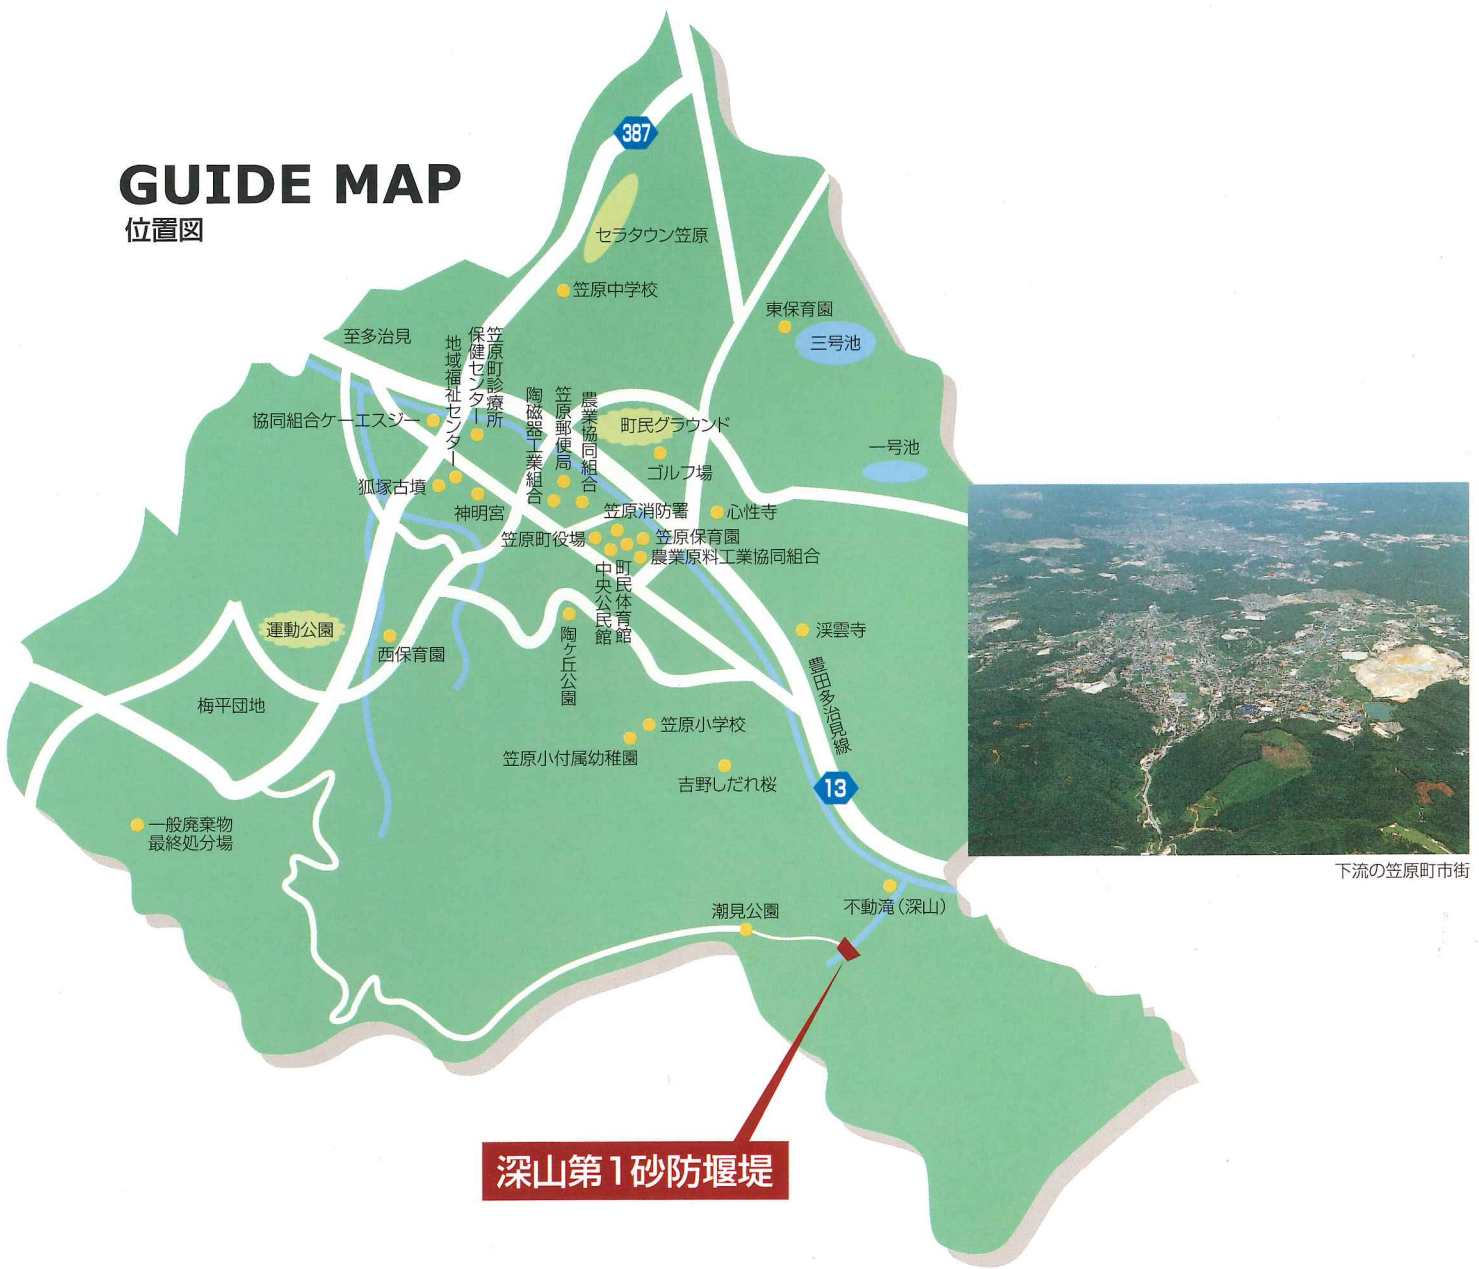 GUIDE MAP
位置図
387
セラタウン笠原
笠原中学校
東保育園
三号池
至多治見
地域福祉センター
保健センター
笠原町診療所
陶磁器工業組合
笠原郵便局
農業協同組合
町民グラウンド
協同組合ケーエスジー
一号池
ゴルフ場
狐塚古墳
神明宮
笠原消防署
心性寺
笠原町役場
笠原保育園
農業原料工業協同組合
中央公民館
町民体育館
運動公園
西保育園
陶ヶ丘公園
渓雲寺
豊田多治見線
梅平団地
笠原小学校
笠原小付属幼稚園
吉野しだれ桜
13
一般廃棄物
最終処分場
下流の笠原町市街
潮見公園
不動滝(深山)
深山第1砂防堰堤